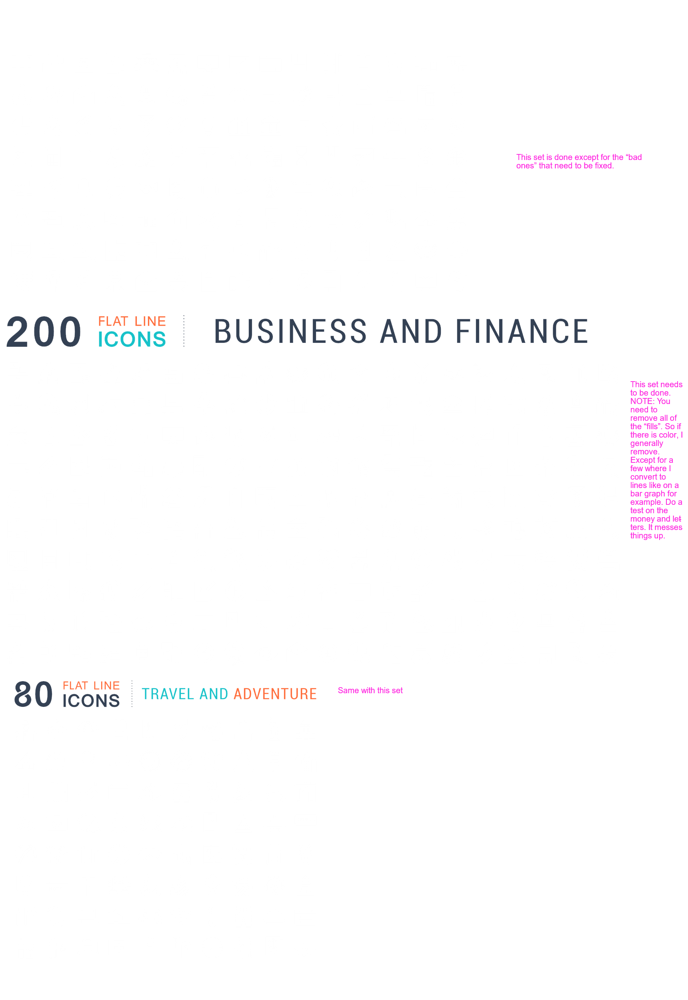 This set is done except for the “bad
ones” that need to be fixed.
200
FLAT LINE
ICONS
BUSINESS AND FINANCE
This set needs
to be done.
NOTE: You
need to
remove all of
the “fills”. So if
there is color, I
generally
remove.
Except for a
few where I
convert to
lines like on a
bar graph for
example. Do a
test on the
money and let-
ters. It messes
things up.
80
FLAT LINE
ICONS
TRAVEL AND ADVENTURE
Same with this set